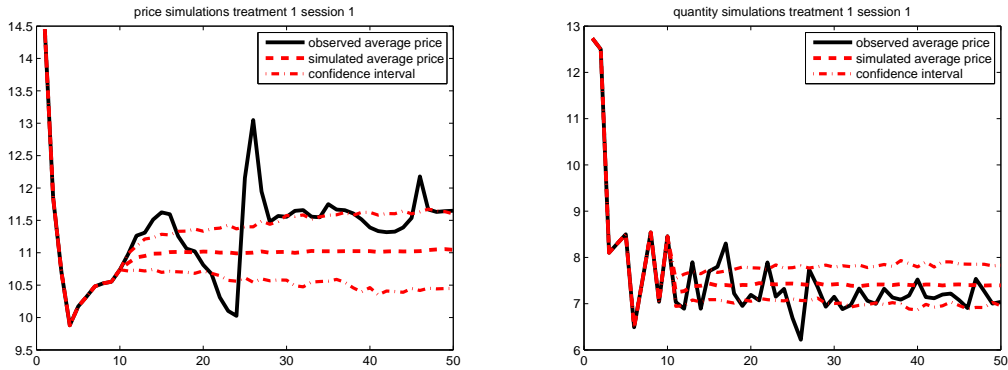 price simulations treatment 1 session 1
14.5
14
13.5
13
12.5
12
11.5
11
10.5
10
9.5
0 10 20 30 40 50
observed average price
simulated average price
confidence interval
quantity simulations treatment 1 session 1
13
12
11
10
9
8
7
6
0 10 20 30 40 50
observed average price
simulated average price
confidence interval